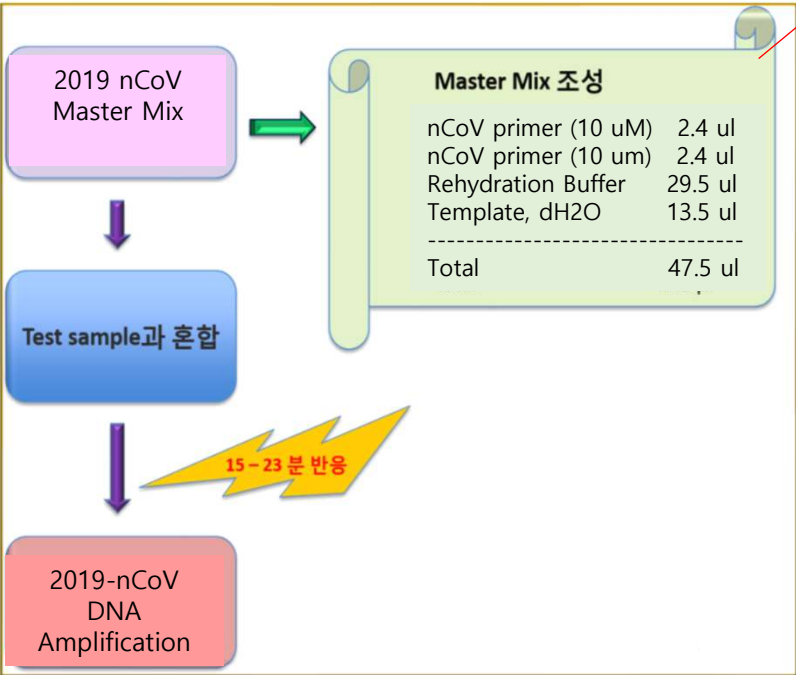 2019 nCoV
Master Mix
Master Mix 조성
nCoV primer (10 uM) 2.4 ul
nCoV primer (10 um) 2.4 ul
Rehydration Buffer 29.5 ul
Template, dH2O 13.5 ul
---------------------------------
Total 47.5 ul
Test sample과 혼합
15 – 23 분 반응
2019-nCoV
DNA
Amplification